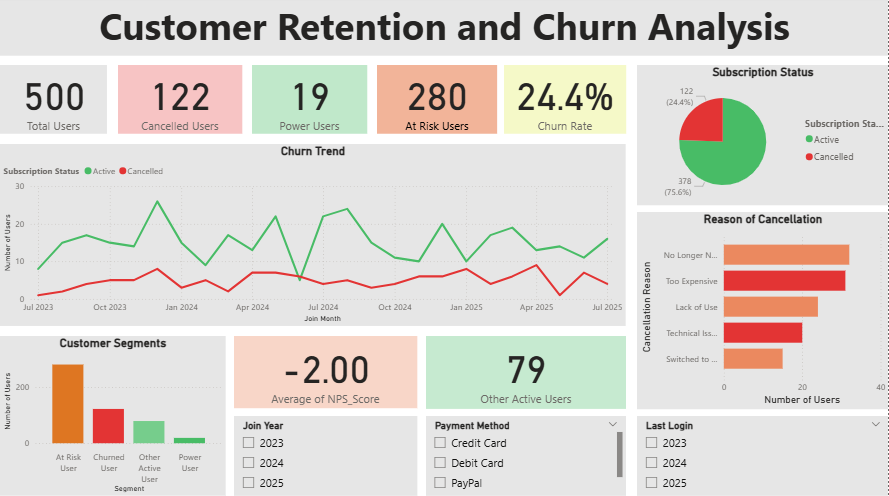 Customer Retention and Churn Analysis
500
Total Users
122
Cancelled Users
19
Power Users
280
At Risk Users
24.4%
Churn Rate
Subscription Status
122
(24.4%)
378
(75.6%)
Subscription Sta...
Active
Cancelled
Churn Trend
Subscription Status Active Cancelled
Number of Users
30
20
10
0
Jul 2023 Oct 2023 Jan 2024 Apr 2024 Jul 2024 Oct 2024 Jan 2025 Apr 2025 Jul 2025
Join Month
Reason of Cancellation
Cancellation Reason
No Longer N...
Too Expensive
Lack of Use
Technical Iss...
Switched to ...
0 20 40
Number of Users
Customer Segments
Number of Users
200
0
At Risk
User
Churned
User
Other
Active
User
Power
User
Segment
-2.00
Average of NPS_Score
79
Other Active Users
Join Year
2023
2024
2025
Payment Method
Credit Card
Debit Card
PayPal
Last Login
2023
2024
2025